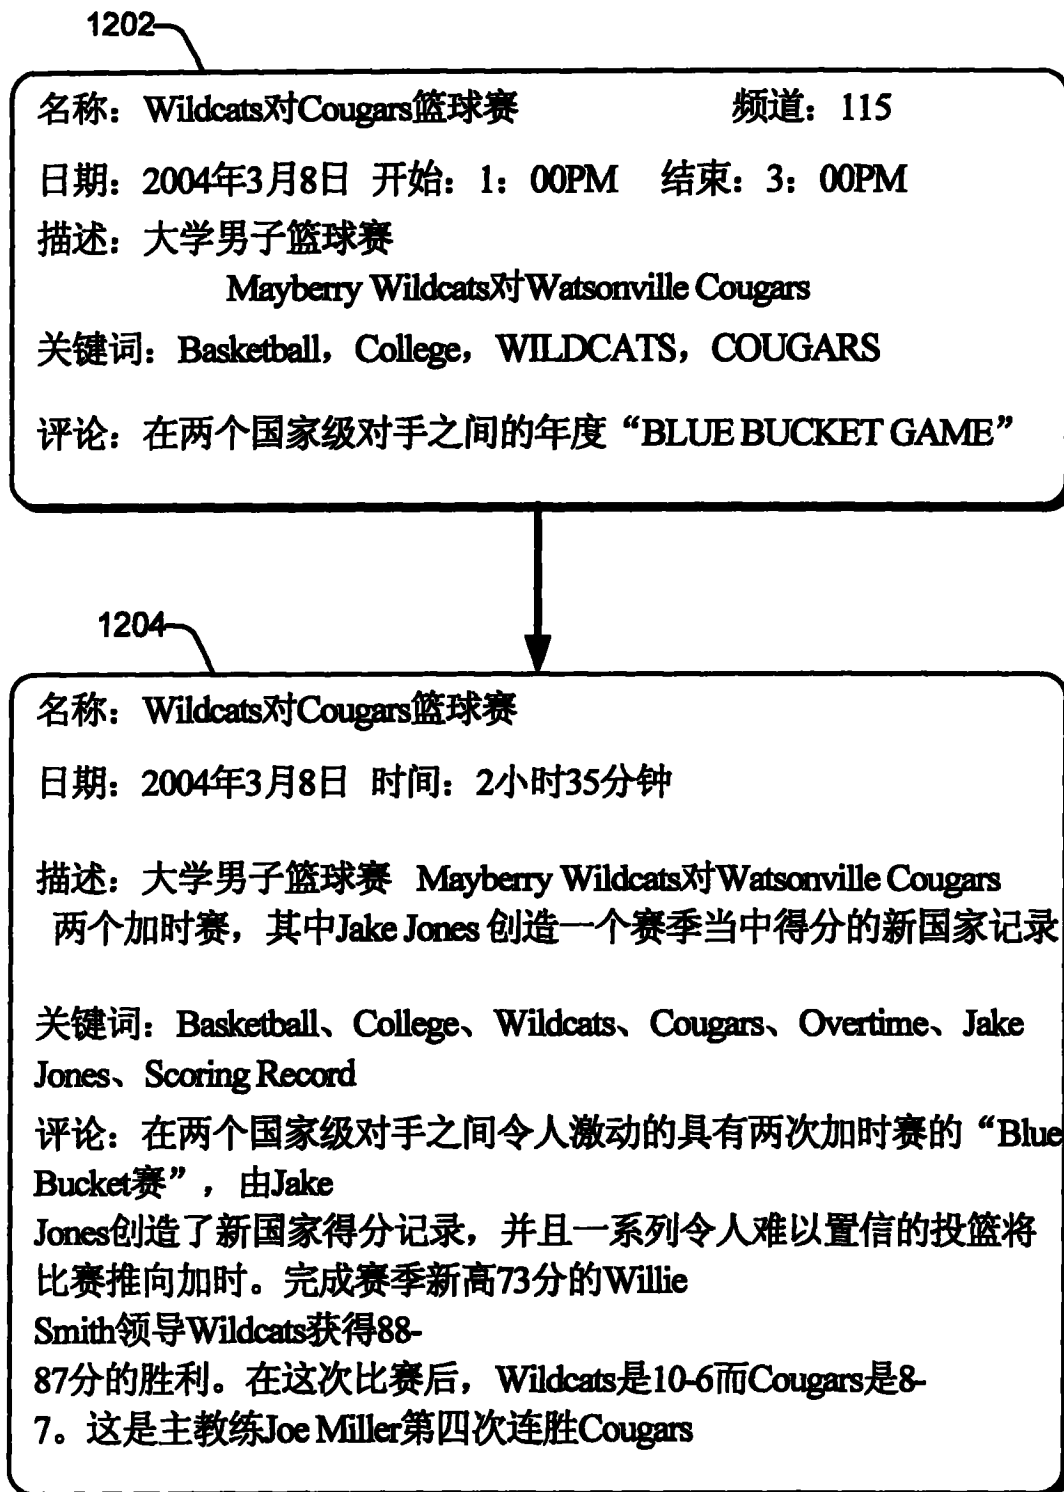 1202
名称：Wildcats对Cougars篮球赛 频道：115
日期：2004年3月8日 开始：1：00PM 结束：3：00PM
描述：大学男子篮球赛
Mayberry Wildcats对Watsonville Cougars
关键词：Basketball，College，WILDCATS，COUGARS
评论：在两个国家级对手之间的年度“BLUE BUCKET GAME”
1204
名称：Wildcats对Cougars篮球赛
日期：2004年3月8日 时间：2小时35分钟
描述：大学男子篮球赛 Mayberry Wildcats对Watsonville Cougars
两个加时赛，其中Jake Jones 创造一个赛季当中得分的新国家记录
关键词：Basketball、College、Wildcats、Cougars、Overtime、Jake
Jones、Scoring Record
评论：在两个国家级对手之间令人激动的具有两次加时赛的“Blue
Bucket赛”，由Jake
Jones创造了新国家得分记录，并且一系列令人难以置信的投篮将
比赛推向加时。完成赛季新高73分的Willie
Smith领导Wildcats获得88-
87分的胜利。在这次比赛后，Wildcats是10-6而Cougars是8-
7。这是主教练Joe Miller第四次连胜Cougars